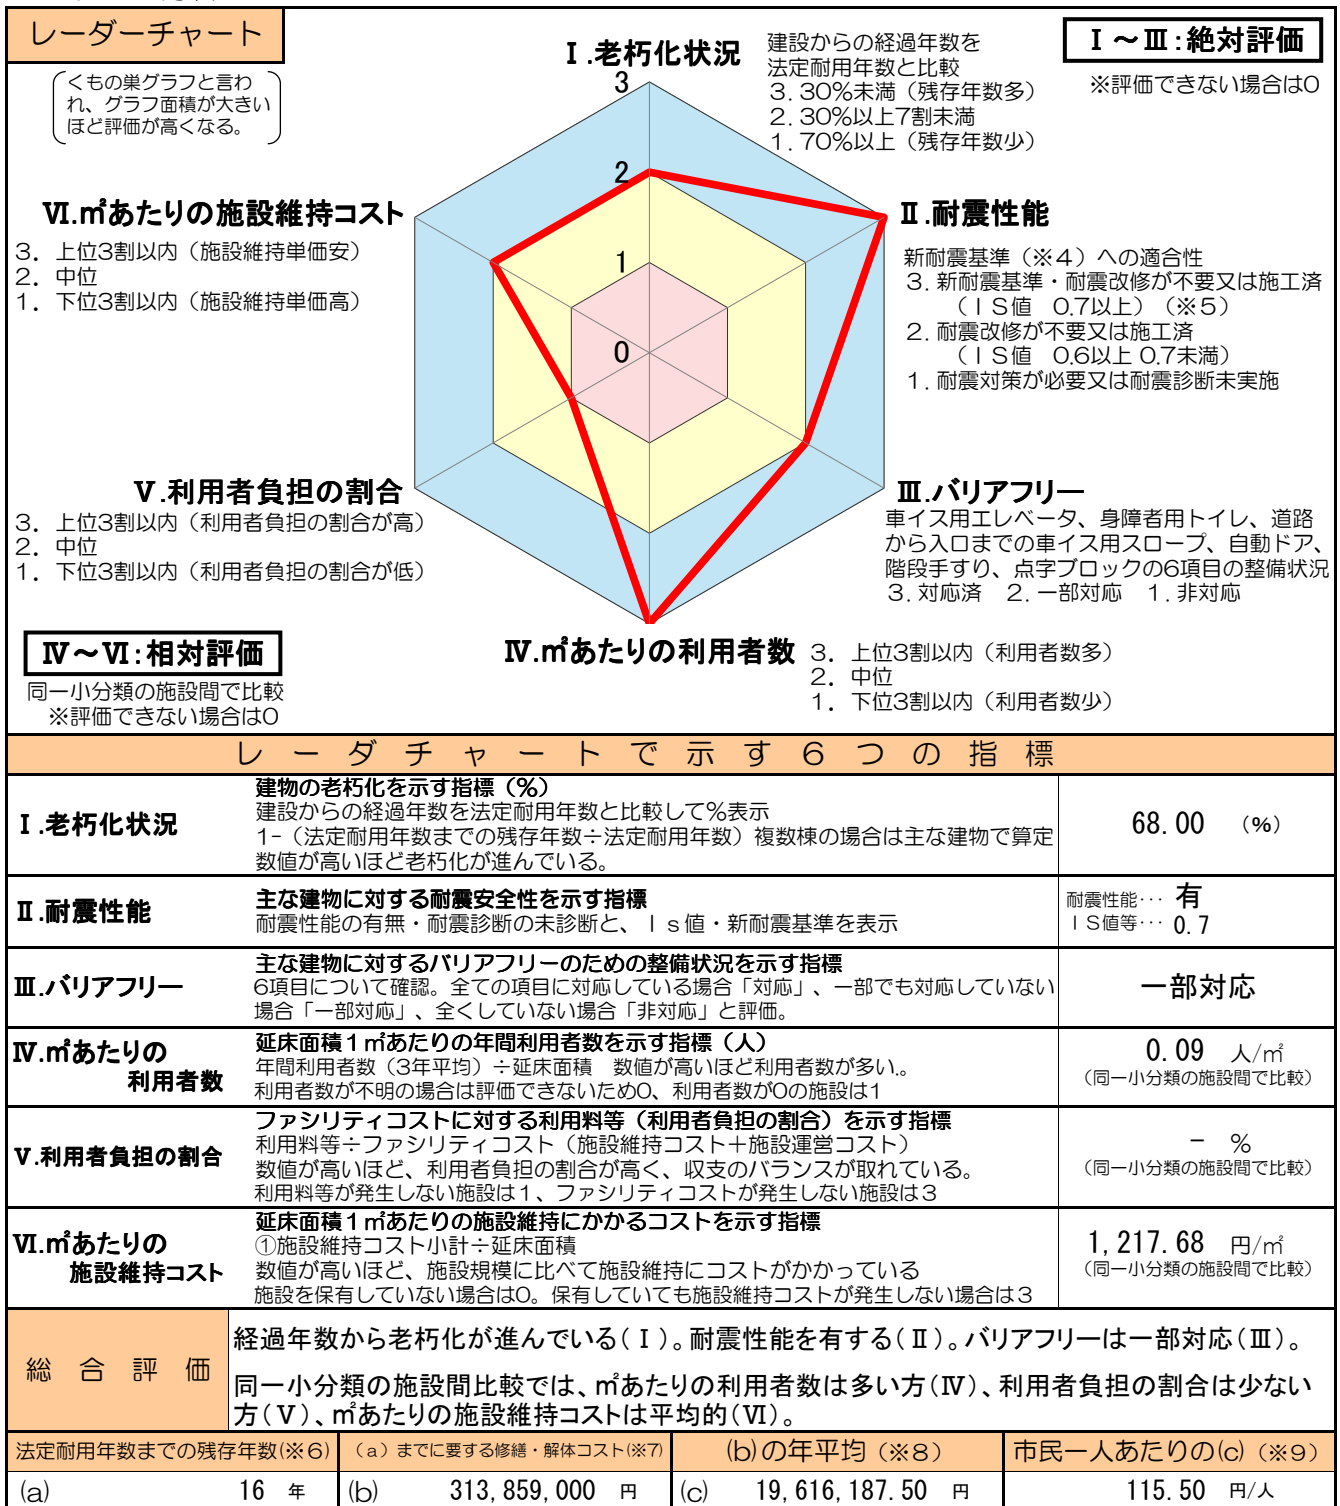 レーダーチャート
くもの巣グラフと言わ
れ、グラフ面積が大きい
ほど評価が高くなる。
Ⅰ.老朽化状況
建設からの経過年数を
法定耐用年数と比較
3. 30%未満（残存年数多）
2. 30%以上7割未満
1. 70%以上（残存年数少）
Ⅰ～Ⅲ:絶対評価
※評価できない場合は0
3
2
1
0
Ⅵ.㎡あたりの施設維持コスト
3. 上位3割以内（施設維持単価安）
2. 中位
1. 下位3割以内（施設維持単価高）
Ⅱ.耐震性能
新耐震基準（※4）への適合性
3. 新耐震基準・耐震改修が不要又は施工済
（ＩＳ値 0.7以上）（※5）
2. 耐震改修が不要又は施工済
（ＩＳ値 0.6以上 0.7未満）
1. 耐震対策が必要又は耐震診断未実施
Ⅴ.利用者負担の割合
3. 上位3割以内（利用者負担の割合が高）
2. 中位
1. 下位3割以内（利用者負担の割合が低）
Ⅲ.バリアフリー
車イス用エレベータ、身障者用トイレ、道路
から入口までの車イス用スロープ、自動ドア、
階段手すり、点字ブロックの6項目の整備状況
3. 対応済 2. 一部対応 1. 非対応
Ⅳ～Ⅵ:相対評価
同一小分類の施設間で比較
※評価できない場合は0
Ⅳ.㎡あたりの利用者数
3. 上位3割以内（利用者数多）
2. 中位
1. 下位3割以内（利用者数少）
レーダチャートで示す6つの指標
Ⅰ.老朽化状況
建物の老朽化を示す指標（%）
建設からの経過年数を法定耐用年数と比較して%表示
1-（法定耐用年数までの残存年数÷法定耐用年数）複数棟の場合は主な建物で算定
数値が高いほど老朽化が進んでいる。
68.00 （%）
Ⅱ.耐震性能
主な建物に対する耐震安全性を示す指標
耐震性能の有無・耐震診断の未診断と、Ｉｓ値・新耐震基準を表示
耐震性能… 有
ＩＳ値等… 0.7
Ⅲ.バリアフリー
主な建物に対するバリアフリーのための整備状況を示す指標
6項目について確認。全ての項目に対応している場合「対応」、一部でも対応していない
場合「一部対応」、全くしていない場合「非対応」と評価。
一部対応
Ⅳ.㎡あたりの
利用者数
延床面積１㎡あたりの年間利用者数を示す指標（人）
年間利用者数（3年平均）÷延床面積 数値が高いほど利用者数が多い。
利用者数が不明の場合は評価できないため0、利用者数が0の施設は1
0.09 人/㎡
（同一小分類の施設間で比較）
Ⅴ.利用者負担の割合
ファシリティコストに対する利用料等（利用者負担の割合）を示す指標
利用料等÷ファシリティコスト（施設維持コスト＋施設運営コスト）
数値が高いほど、利用者負担の割合が高く、収支のバランスが取れている。
利用料等が発生しない施設は１、ファシリティコストが発生しない施設は３
- %
（同一小分類の施設間で比較）
Ⅵ.㎡あたりの
施設維持コスト
延床面積１㎡あたりの施設維持にかかるコストを示す指標
①施設維持コスト小計÷延床面積
数値が高いほど、施設規模に比べて施設維持にコストがかかっている
施設を保有していない場合は0。保有していても施設維持コストが発生しない場合は３
1,217.68 円/㎡
（同一小分類の施設間で比較）
総合評価
経過年数から老朽化が進んでいる(Ⅰ)。耐震性能を有する(Ⅱ)。バリアフリーは一部対応(Ⅲ)。
同一小分類の施設間比較では、㎡あたりの利用者数は多い方(Ⅳ)、利用者負担の割合は少ない
方(Ⅴ)、㎡あたりの施設維持コストは平均的(Ⅵ)。
法定耐用年数までの残存年数(※6)
（a）までに要する修繕・解体コスト(※7)
(b)の年平均（※8）
市民一人あたりの(c)（※9）
(a) 16 年
(b) 313,859,000 円
(c) 19,616,187.50 円
115.50 円/人